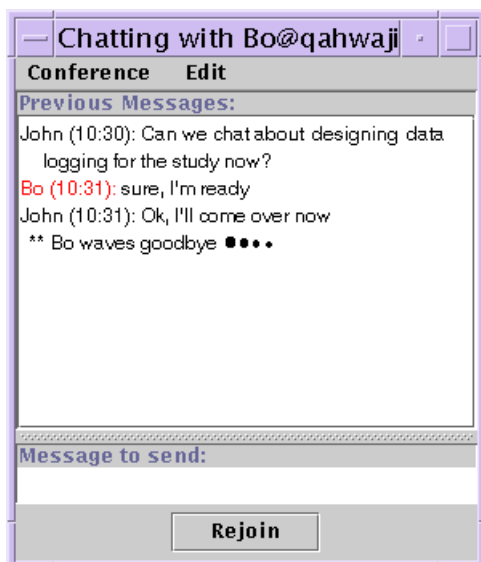 Chatting with Bo@qahwaji
Conference Edit
Previous Messages:
John (10:30): Can we chat about designing data
logging for the study now?
Bo (10:31): sure, I'm ready
John (10:31): Ok, I'll come over now
** Bo waves goodbye ●●••
Message to send:
Rejoin